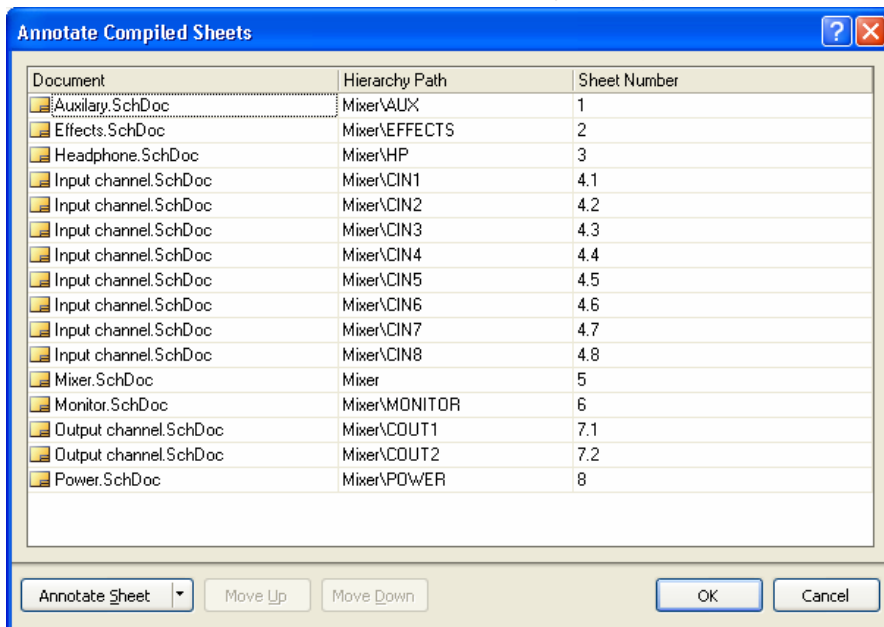 Annotate Compiled Sheets
Document Hierarchy Path Sheet Number
Auxilary.SchDoc Mixer\AUX 1
Effects.SchDoc Mixer\EFFECTS 2
Headphone.SchDoc Mixer\HP 3
Input channel.SchDoc Mixer\CIN1 4.1
Input channel.SchDoc Mixer\CIN2 4.2
Input channel.SchDoc Mixer\CIN3 4.3
Input channel.SchDoc Mixer\CIN4 4.4
Input channel.SchDoc Mixer\CIN5 4.5
Input channel.SchDoc Mixer\CIN6 4.6
Input channel.SchDoc Mixer\CIN7 4.7
Input channel.SchDoc Mixer\CIN8 4.8
Mixer.SchDoc Mixer 5
Monitor.SchDoc Mixer\MONITOR 6
Output channel.SchDoc Mixer\COUT1 7.1
Output channel.SchDoc Mixer\COUT2 7.2
Power.SchDoc Mixer\POWER 8
Annotate Sheet Move Up Move Down OK Cancel